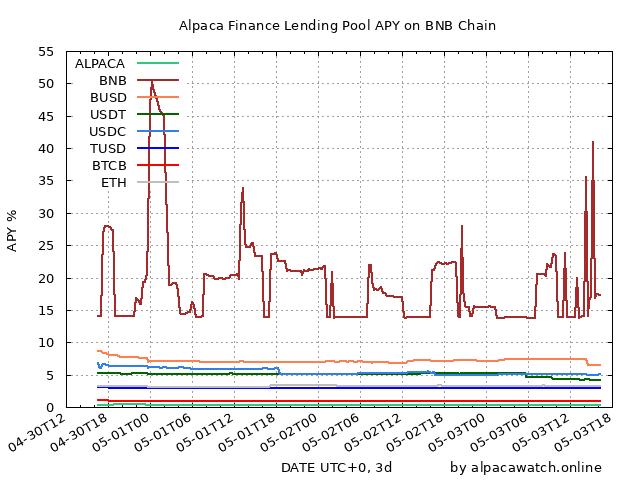 Alpaca Finance Lending Pool APY on BNB Chain
55
50
45
40
35
30
25
20
15
10
5
0
APY %
ALPACA
BNB
BUSD
USDT
USDC
TUSD
BTCB
ETH
04-30T12
04-30T18
05-01T00
05-01T06
05-01T12
05-01T18
05-02T00
05-02T06
05-02T12
05-02T18
05-03T00
05-03T06
05-03T12
05-03T18
DATE UTC+0, 3d
by alpacawatch.online